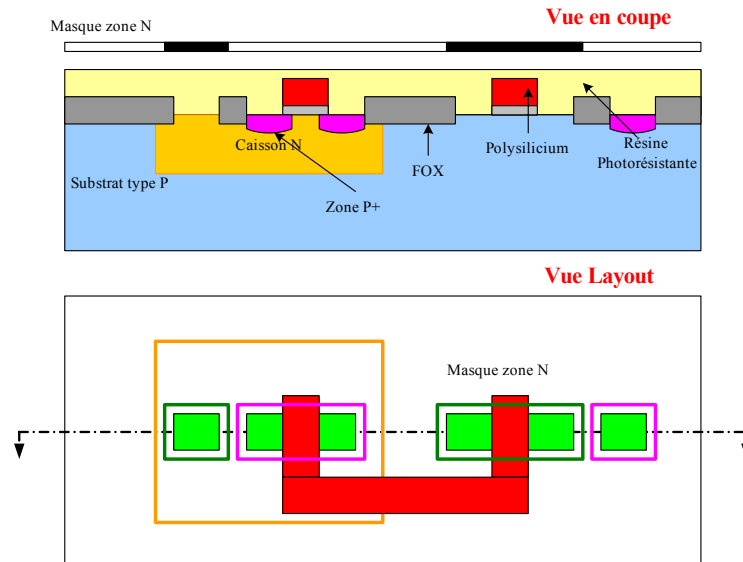 Vue en coupe
Masque zone N
Caisson N
Polysilicium
Résine
Photorésistante
FOX
Substrat type P
Zone P+
Vue Layout
Masque zone N